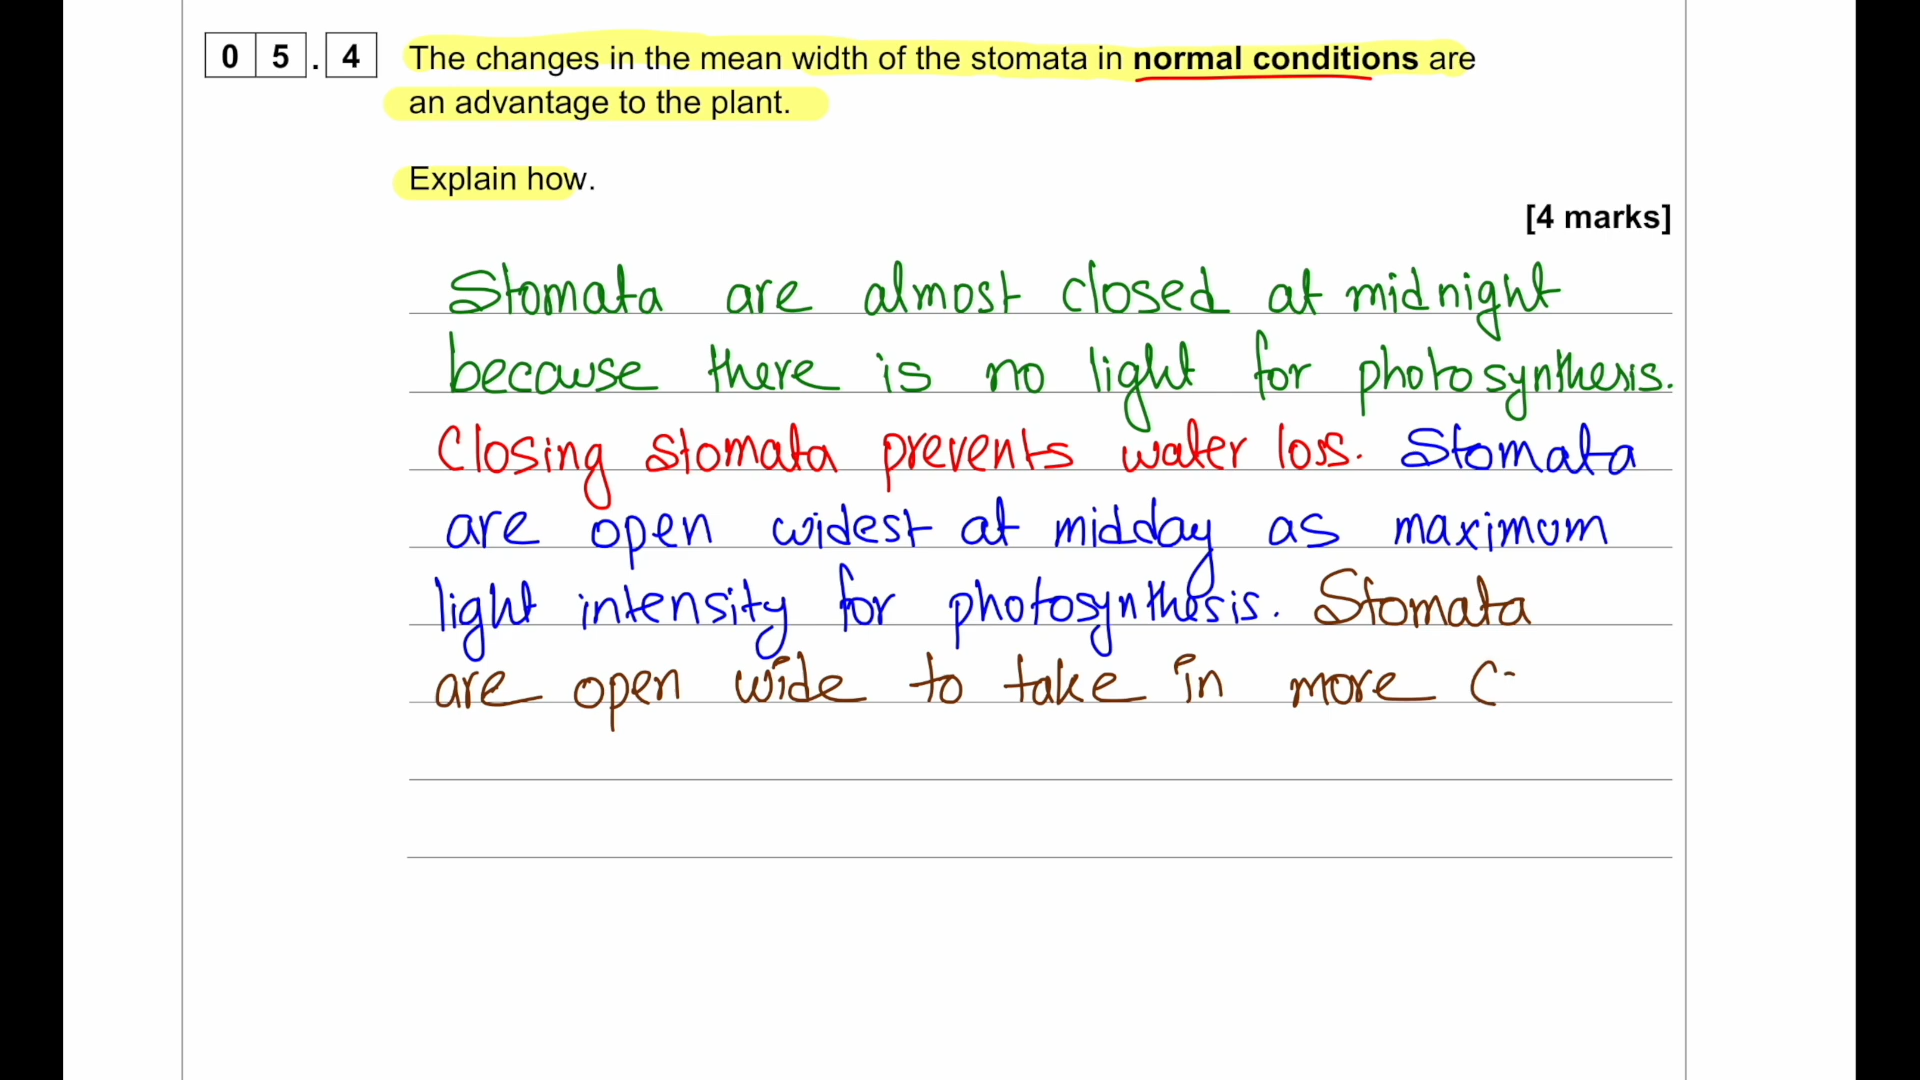 05.4 The changes in the mean width of the stomata in normal conditions are
an advantage to the plant.
Explain how.
[4 marks]
Stomata are almost closed at midnight
because there is no light for photosynthesis.
Closing stomata prevents water loss. Stomata
are open widest at midday as maximum
light intensity for photosynthesis. Stomata
are open wide to take in more C